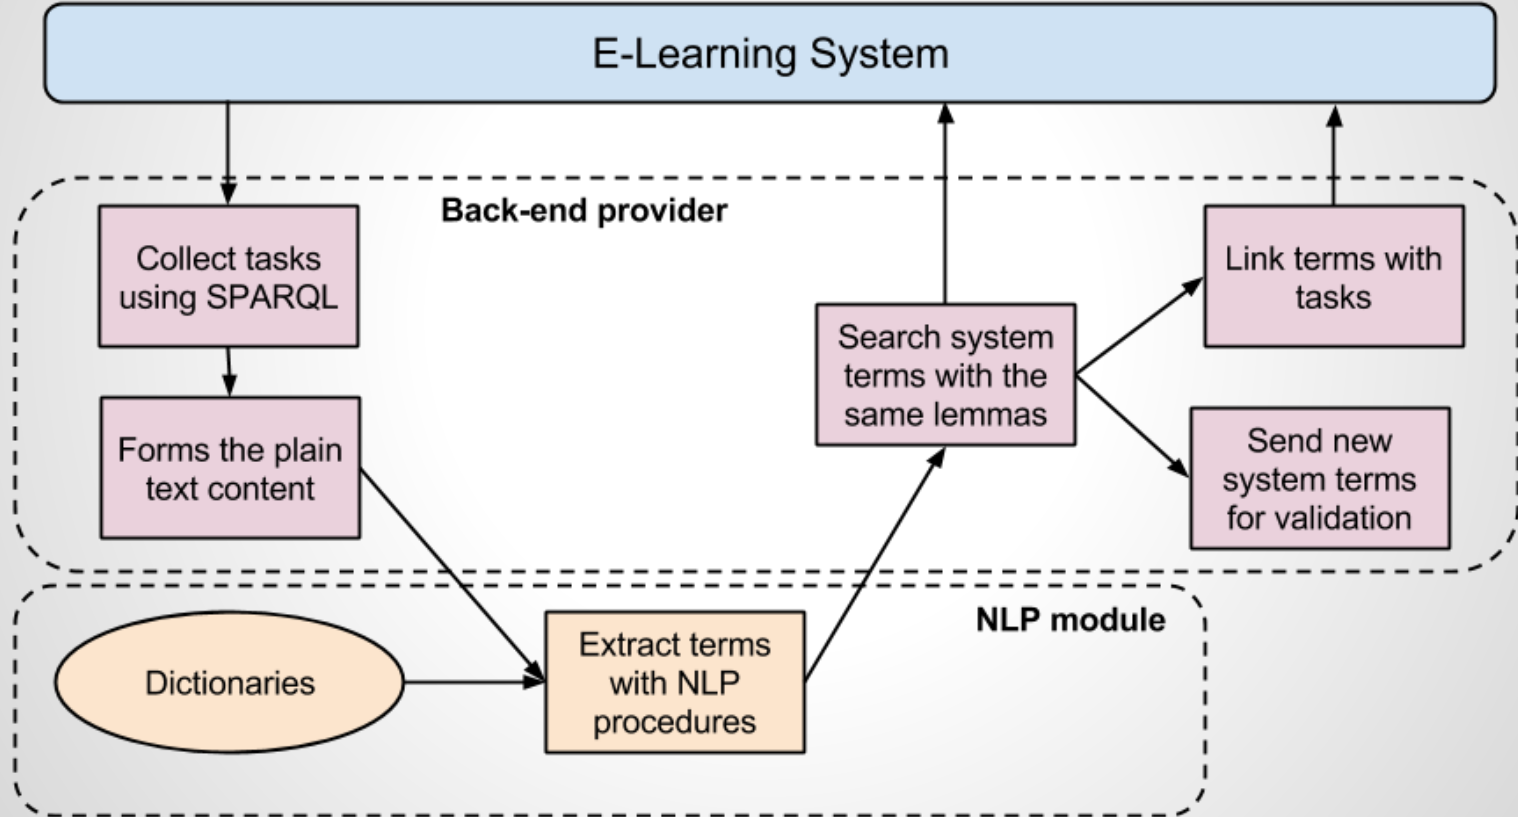 E-Learning System
Back-end provider
Collect tasks
using SPARQL
Forms the plain
text content
Search system
terms with the
same lemmas
Link terms with
tasks
Send new
system terms
for validation
NLP module
Dictionaries
Extract terms
with NLP
procedures